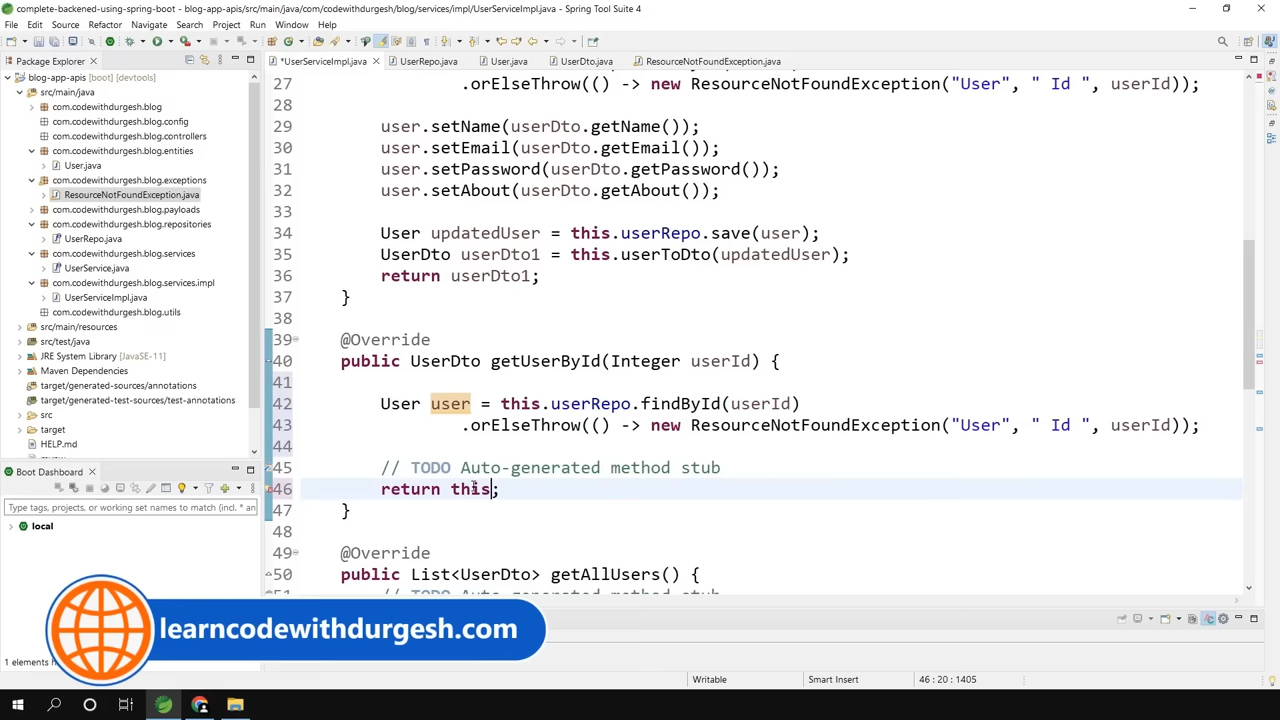 complete-backened-using-spring-boot - blog-app-apis/src/main/java/com/codewithdurgesh/blog/services/impl/UserServiceImpl.java - Spring Tool Suite 4
File Edit Source Refactor Navigate Search Project Run Window Help
Package Explorer
*UserServiceImpl.java UserRepo.java User.java UserDto.java ResourceNotFoundException.java
blog-app-apis [boot] [devtools]
src/main/java
com.codewithdurgesh.blog
com.codewithdurgesh.blog.config
com.codewithdurgesh.blog.controllers
com.codewithdurgesh.blog.entities
User.java
com.codewithdurgesh.blog.exceptions
ResourceNotFoundException.java
com.codewithdurgesh.blog.payloads
com.codewithdurgesh.blog.repositories
UserRepo.java
com.codewithdurgesh.blog.services
UserService.java
com.codewithdurgesh.blog.services.impl
UserServiceImpl.java
com.codewithdurgesh.blog.utils
src/main/resources
src/test/java
JRE System Library [JavaSE-11]
Maven Dependencies
target/generated-sources/annotations
target/generated-test-sources/test-annotations
src
target
HELP.md
Boot Dashboard
Type tags, projects, or working set names to match (incl. * an
local
1 elements h
27 .orElseThrow(() -> new ResourceNotFoundException("User", " Id ", userId));
28
29 user.setName(userDto.getName());
30 user.setEmail(userDto.getEmail());
31 user.setPassword(userDto.getPassword());
32 user.setAbout(userDto.getAbout());
33
34 User updatedUser = this.userRepo.save(user);
35 UserDto userDto1 = this.userToDto(updatedUser);
36 return userDto1;
37 }
38
39 @Override
40 public UserDto getUserById(Integer userId) {
41
42 User user = this.userRepo.findById(userId)
43 .orElseThrow(() -> new ResourceNotFoundException("User", " Id ", userId));
44
45 // TODO Auto-generated method stub
46 return this;
47 }
48
49 @Override
50 public List<UserDto> getAllUsers() {
51 // TODO Auto-generated method stub
learncodewithdurgesh.com
Writable Smart Insert 46 : 20 : 1405